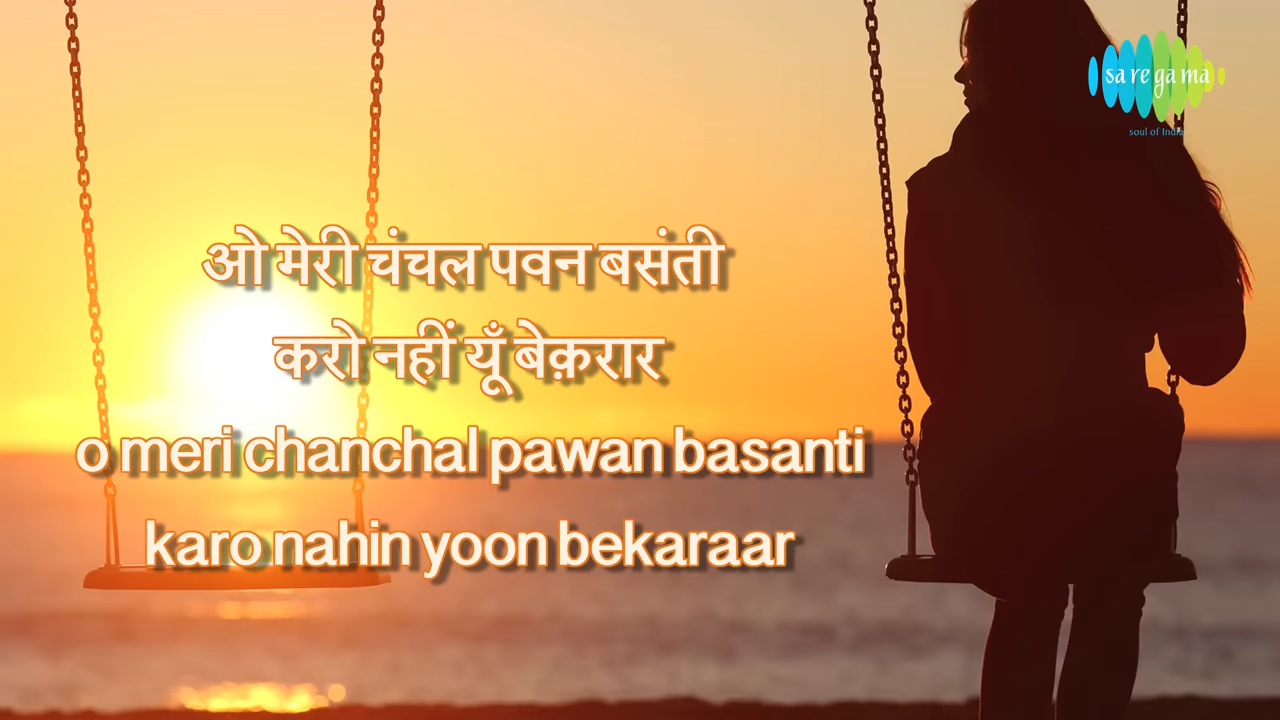 sa re ga ma
soul of India
ओ मेरी चंचल पवन बसंती
करो नहीं यूँ बेक़रार
o meri chanchal pawan basanti
karo nahin yoon bekaraar